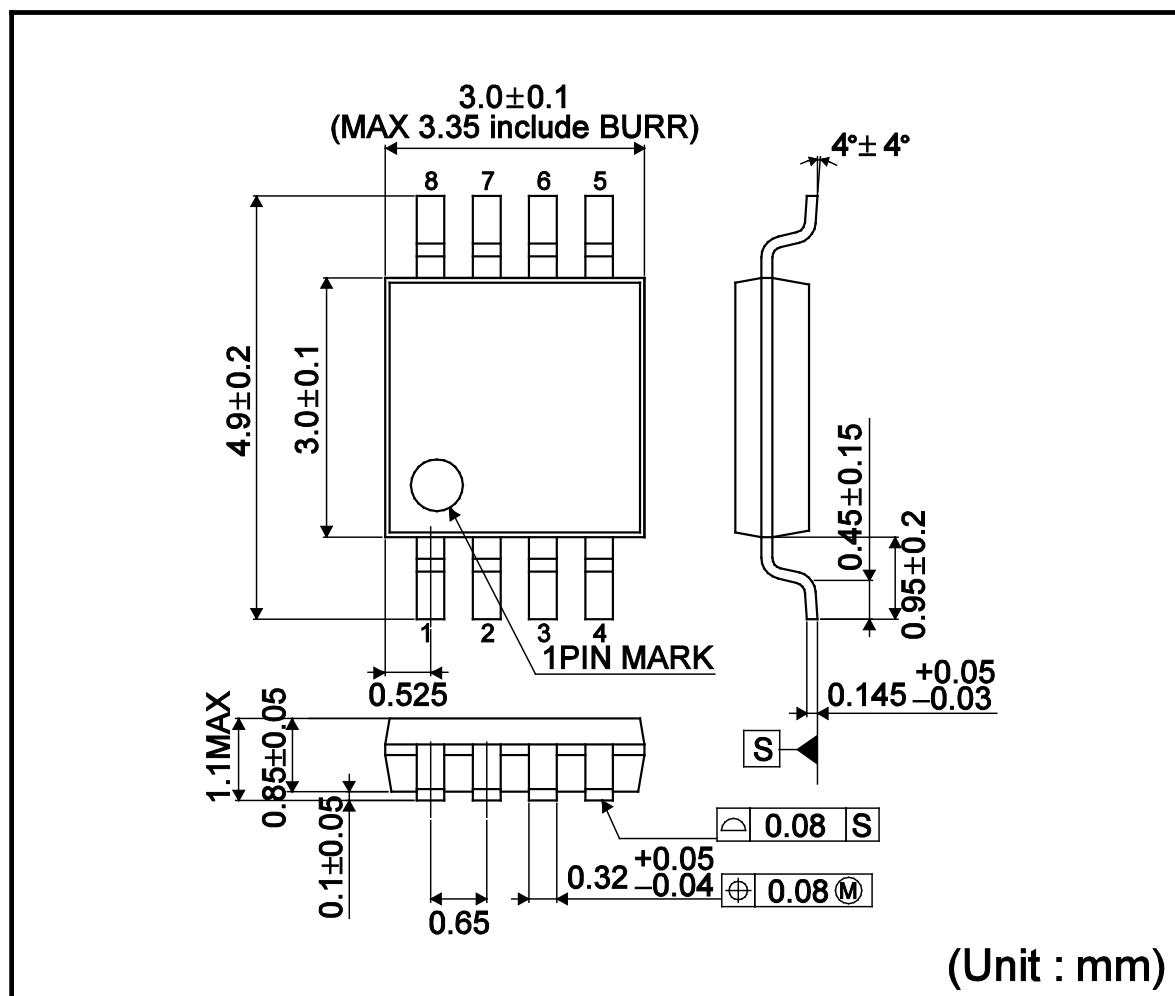 3.0±0.1
(MAX 3.35 include BURR)
4°± 4°
8 7 6 5
4.9±0.2
3.0±0.1
0.45±0.15
0.95±0.2
1 2 3 4
1PIN MARK
0.525
0.145 +0.05 −0.03
S
1.1MAX
0.85±0.05
0.1±0.05
0.08 S
0.32 +0.05 −0.04
0.08 Ⓜ
0.65
(Unit : mm)